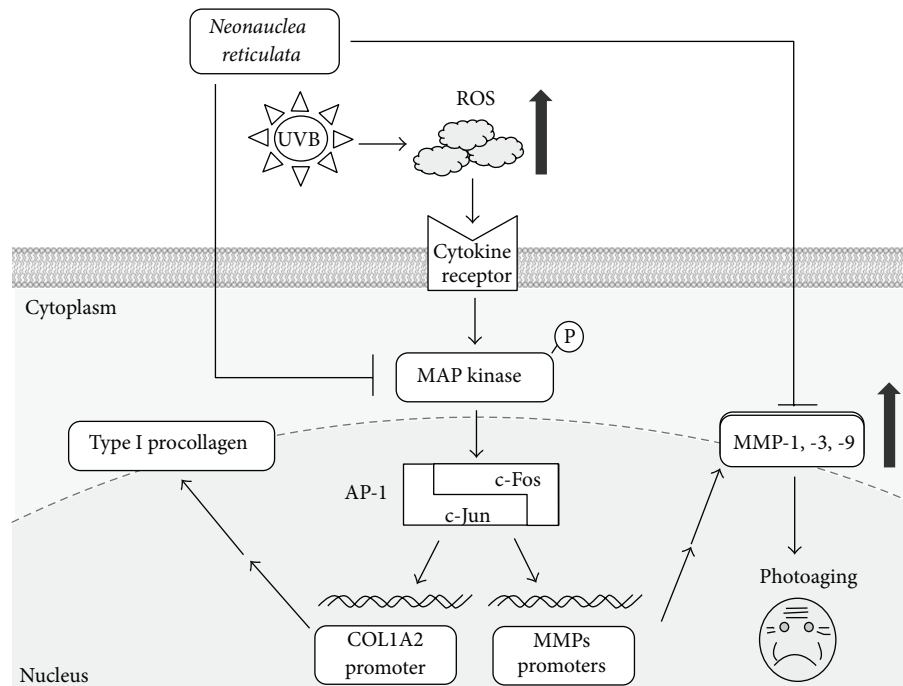 Neonauclea
reticulata
ROS
UVB
Cytokine
receptor
Cytoplasm
P
MAP kinase
Type I procollagen
MMP-1, -3, -9
AP-1
c-Fos
c-Jun
Photoaging
COL1A2
promoter
MMPs
promoters
Nucleus